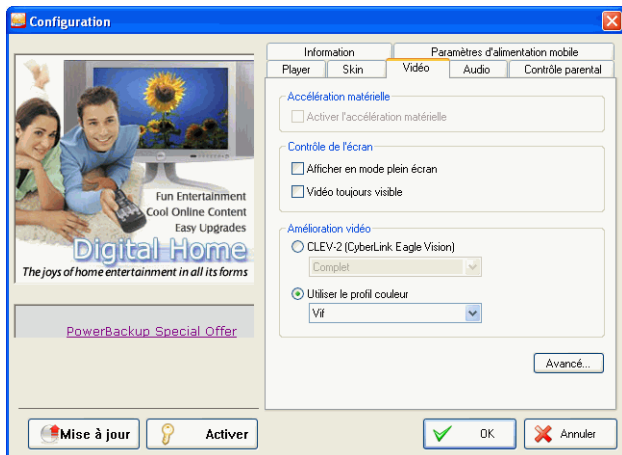 Configuration
Information
Paramètres d'alimentation mobile
Player
Skin
Vidéo
Audio
Contrôle parental
Accélération matérielle
Activer l'accélération matérielle
Contrôle de l'écran
Afficher en mode plein écran
Vidéo toujours visible
Amélioration vidéo
CLEV-2 (CyberLink Eagle Vision)
Complet
Utiliser le profil couleur
Vif
Avancé...
Fun Entertainment
Cool Online Content
Easy Upgrades
Digital Home
The joys of home entertainment in all its forms
PowerBackup Special Offer
Mise à jour
Activer
OK
Annuler